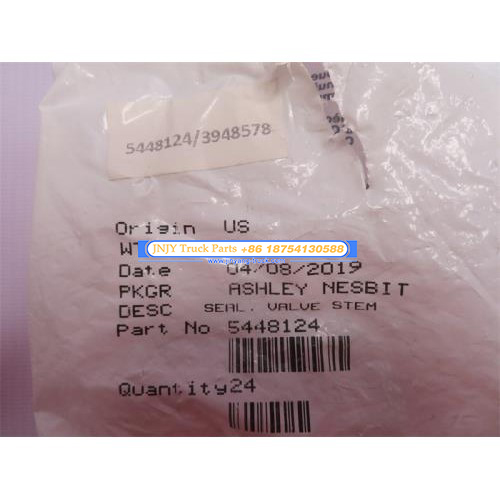 5448124/3948578
Origin US
WT
JNJY Truck Parts +86 18754130588
Date 04/08/2019
PKGR ASHLEY NESBIT
DESC SEAL, VALVE STEM
Part No 5448124
Quantity24